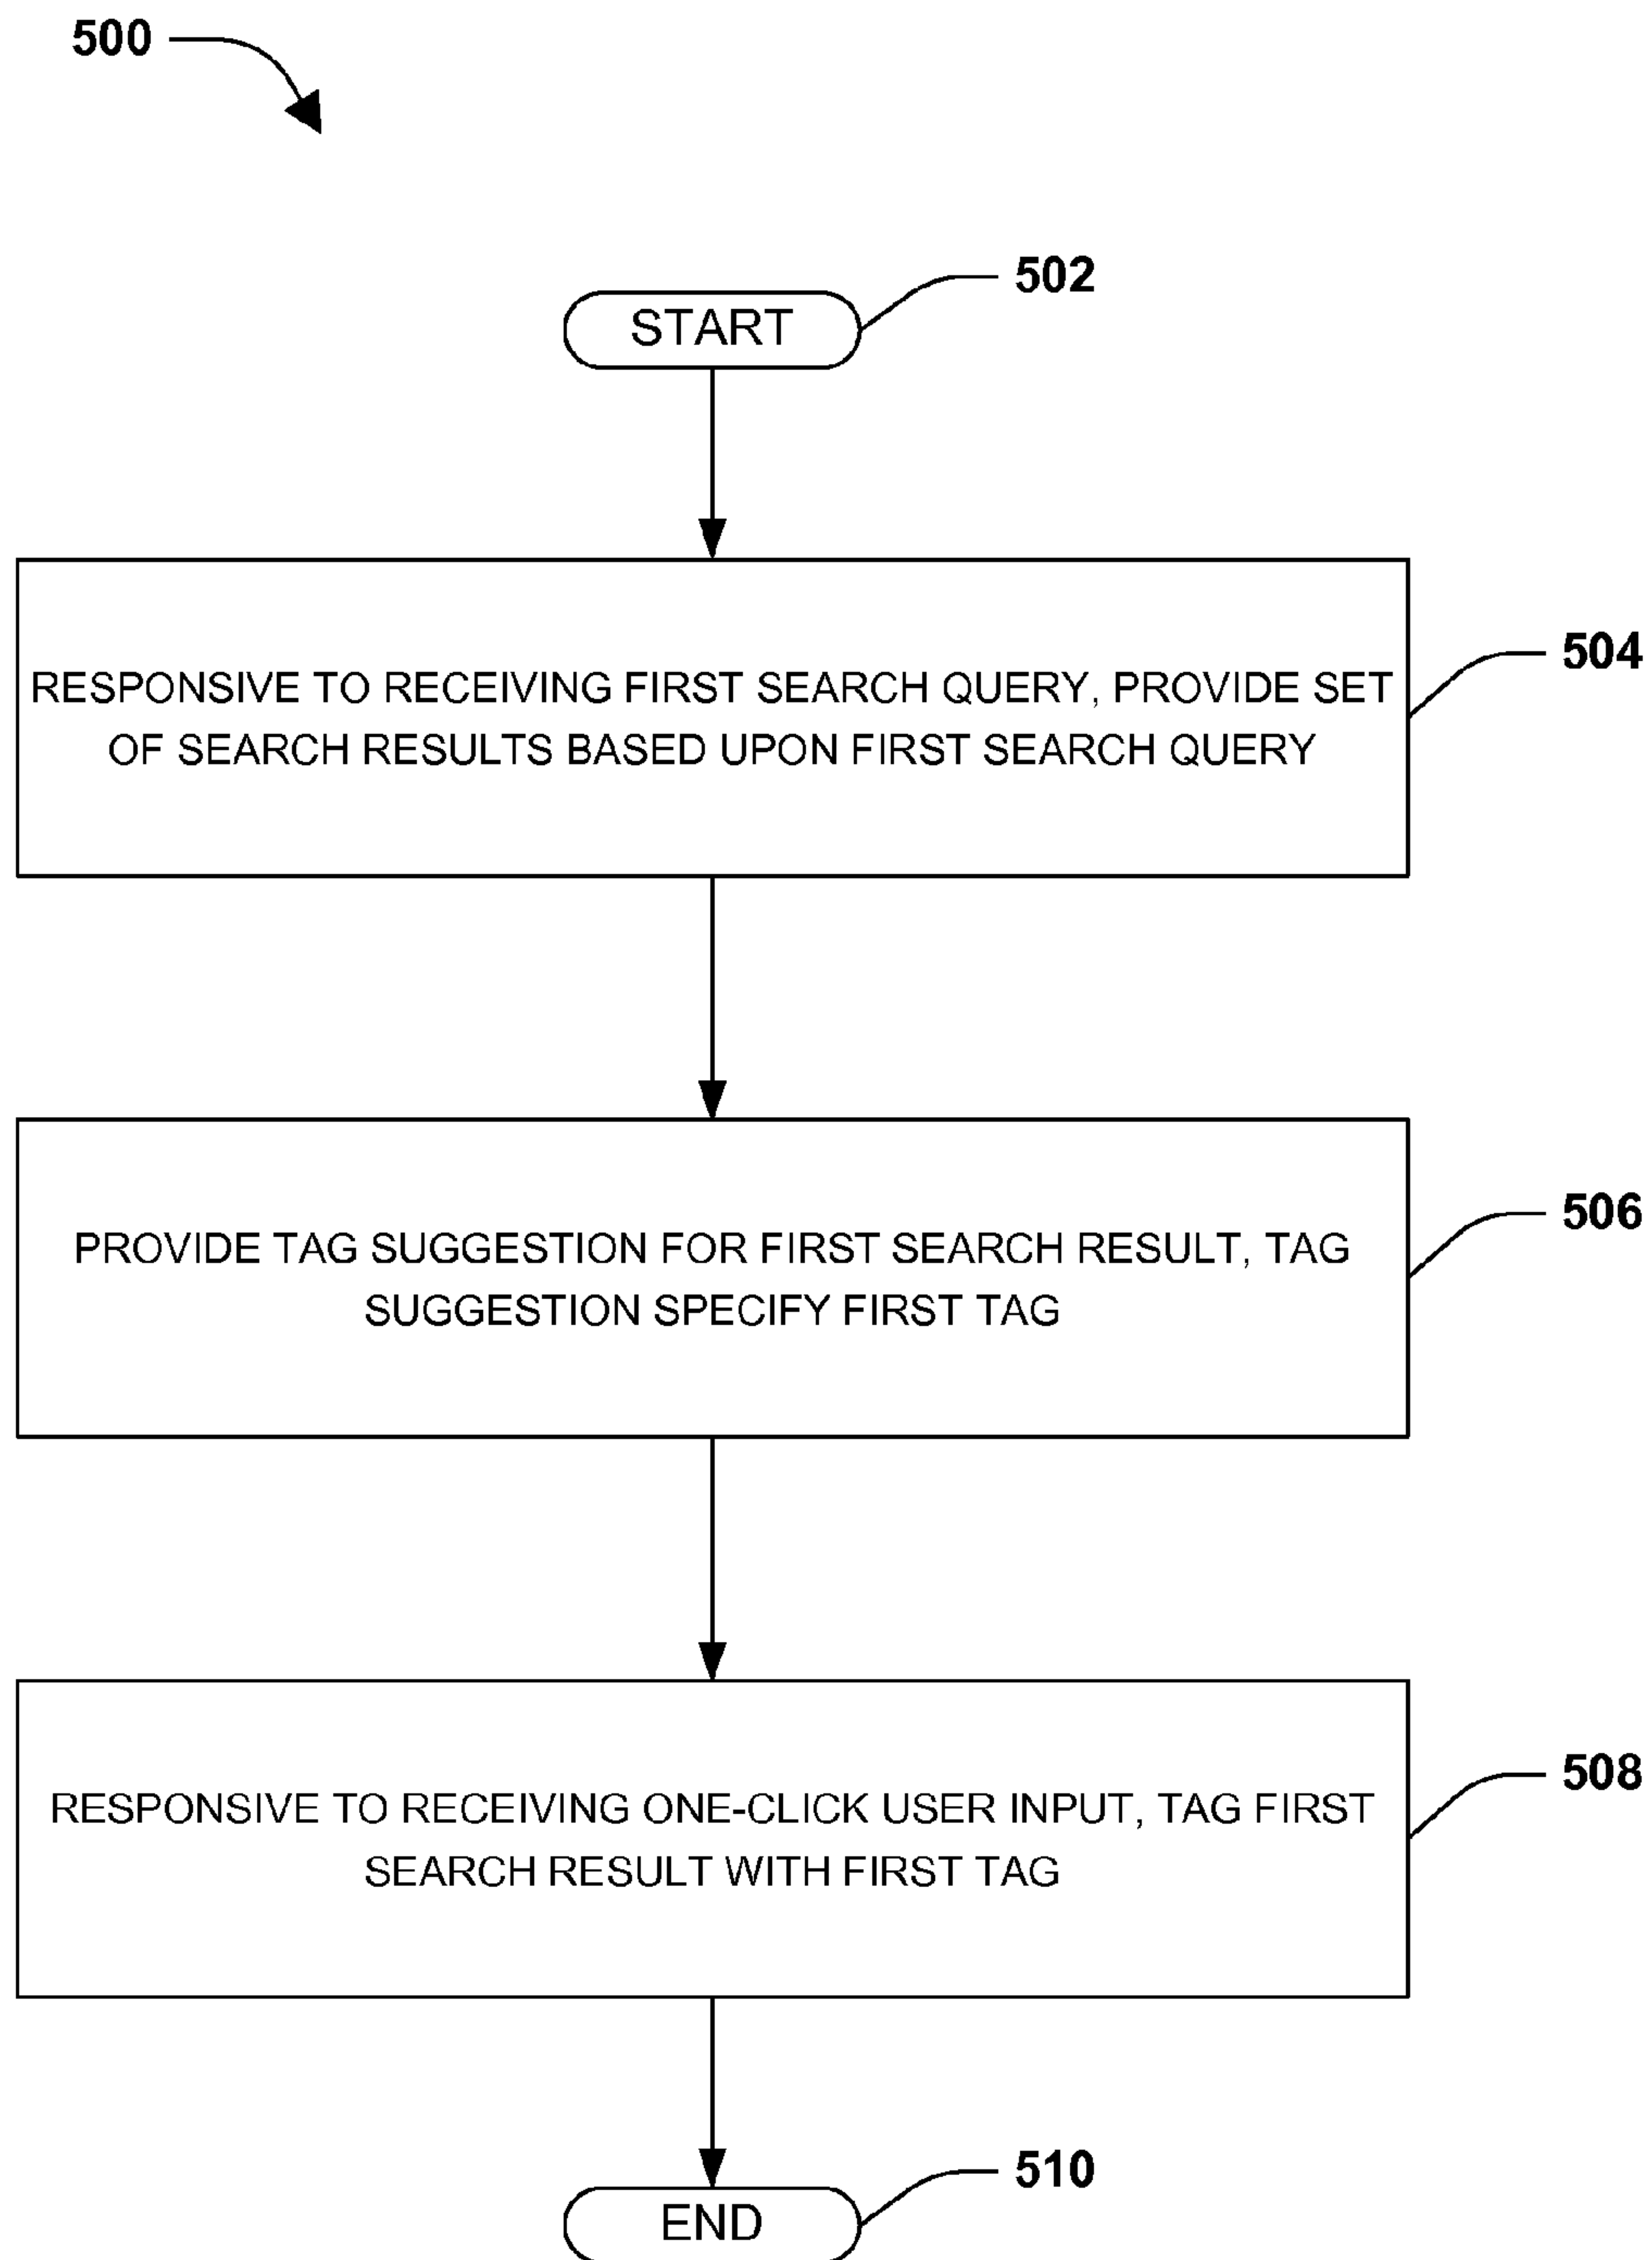 500
502
START
504
RESPONSIVE TO RECEIVING FIRST SEARCH QUERY, PROVIDE SET
OF SEARCH RESULTS BASED UPON FIRST SEARCH QUERY
506
PROVIDE TAG SUGGESTION FOR FIRST SEARCH RESULT, TAG
SUGGESTION SPECIFY FIRST TAG
508
RESPONSIVE TO RECEIVING ONE-CLICK USER INPUT, TAG FIRST
SEARCH RESULT WITH FIRST TAG
510
END